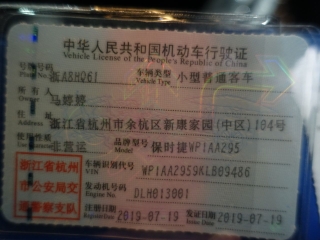 中华人民共和国机动车行驶证
Vehicle License of the People's Republic of China
号牌号码 浙A8HQ61 车辆类型 小型普通客车
Plate No. Vehicle Type
所有人 马婷婷
住址 浙江省杭州市余杭区新康家园(中区)104号
Address
使用性质 非营运 品牌型号 保时捷WP1AA295
Model
浙江省杭州市公安局交通警察支队
车辆识别代号 WP1AA2959KLB09486
VIN
发动机号码 DLH013001
Engine No.
注册日期 2019-07-19 发证日期 2019-07-19
Register Date Issue Date